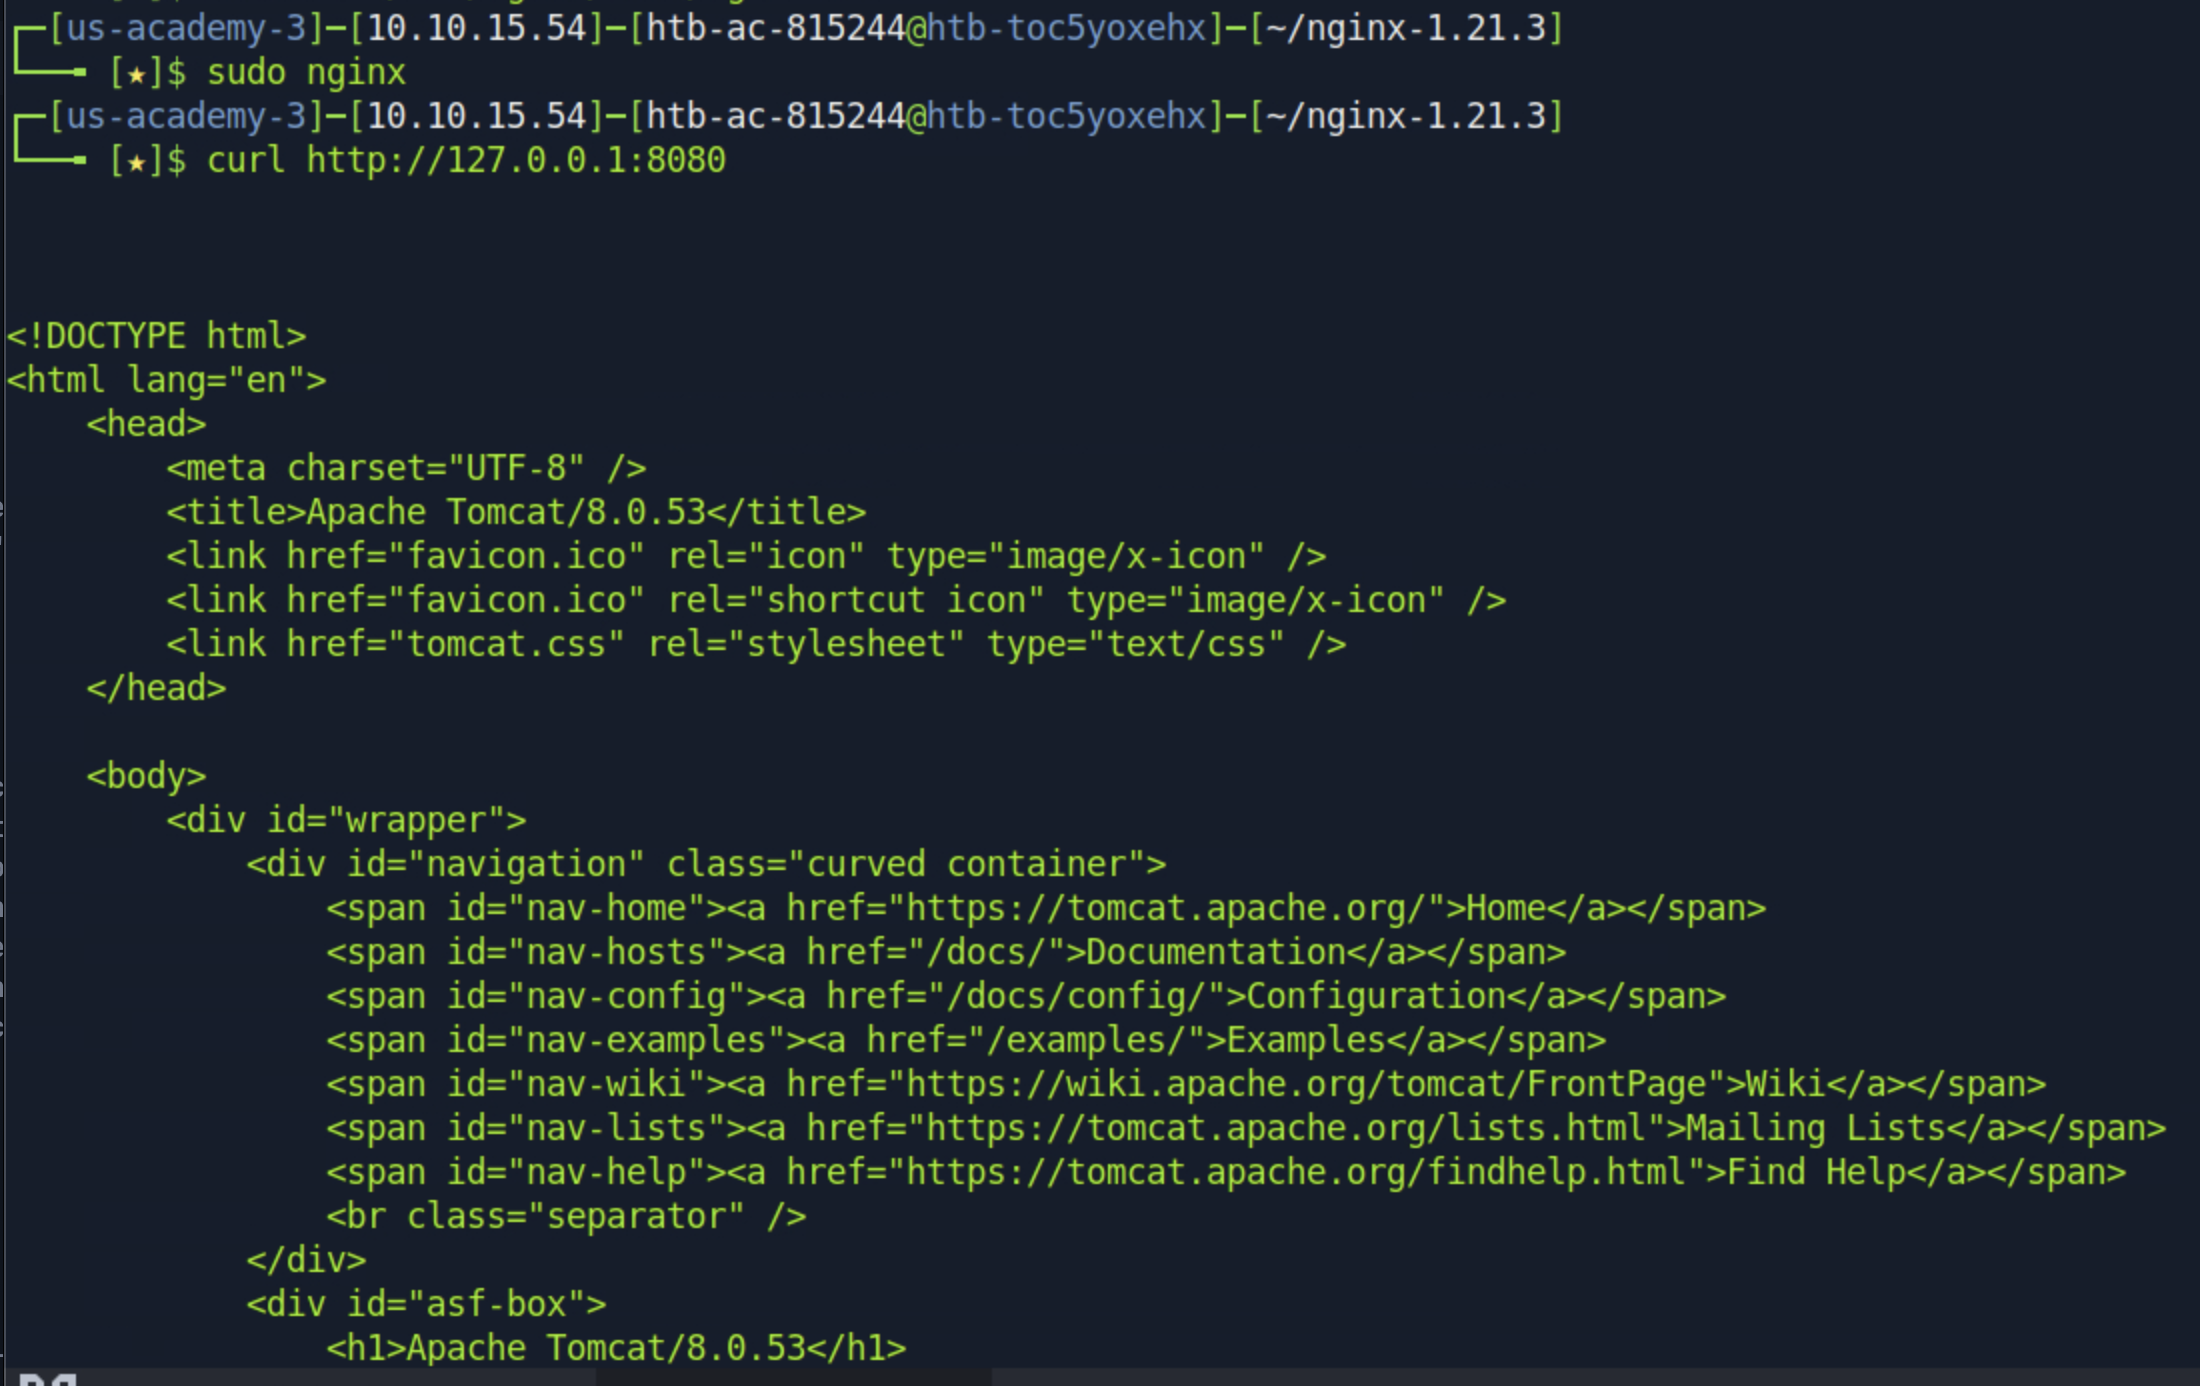 ┌─[us-academy-3]─[10.10.15.54]─[htb-ac-815244@htb-toc5yoxehx]─[~/nginx-1.21.3]
└──╼ [★]$ sudo nginx
┌─[us-academy-3]─[10.10.15.54]─[htb-ac-815244@htb-toc5yoxehx]─[~/nginx-1.21.3]
└──╼ [★]$ curl http://127.0.0.1:8080
<!DOCTYPE html>
<html lang="en">
    <head>
        <meta charset="UTF-8" />
        <title>Apache Tomcat/8.0.53</title>
        <link href="favicon.ico" rel="icon" type="image/x-icon" />
        <link href="favicon.ico" rel="shortcut icon" type="image/x-icon" />
        <link href="tomcat.css" rel="stylesheet" type="text/css" />
    </head>
    <body>
        <div id="wrapper">
            <div id="navigation" class="curved container">
                <span id="nav-home"><a href="https://tomcat.apache.org/">Home</a></span>
                <span id="nav-hosts"><a href="/docs/">Documentation</a></span>
                <span id="nav-config"><a href="/docs/config/">Configuration</a></span>
                <span id="nav-examples"><a href="/examples/">Examples</a></span>
                <span id="nav-wiki"><a href="https://wiki.apache.org/tomcat/FrontPage">Wiki</a></span>
                <span id="nav-lists"><a href="https://tomcat.apache.org/lists.html">Mailing Lists</a></span>
                <span id="nav-help"><a href="https://tomcat.apache.org/findhelp.html">Find Help</a></span>
                <br class="separator" />
            </div>
            <div id="asf-box">
                <h1>Apache Tomcat/8.0.53</h1>